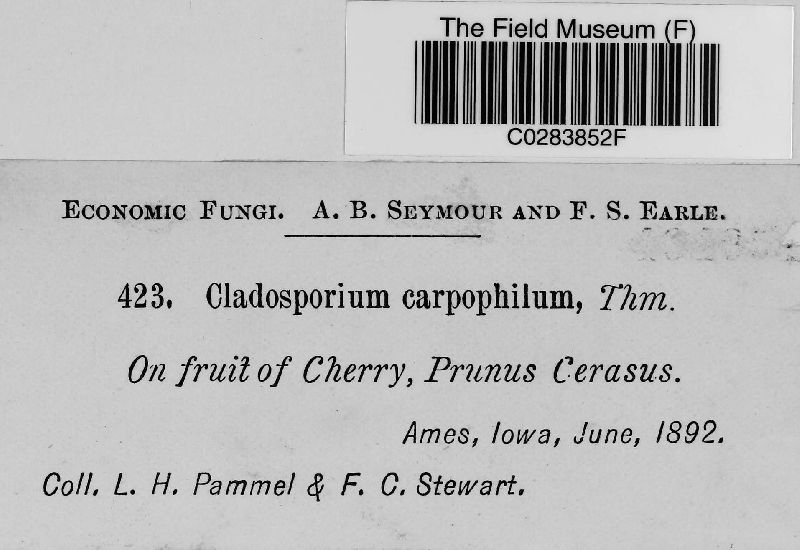 The Field Museum (F)
C0283852F
Economic Fungi. A. B. Seymour and F. S. Earle.
423. Cladosporium carpophilum, Thm.
On fruit of Cherry, Prunus Cerasus.
Ames, Iowa, June, 1892.
Coll. L. H. Pammel & F. C. Stewart.